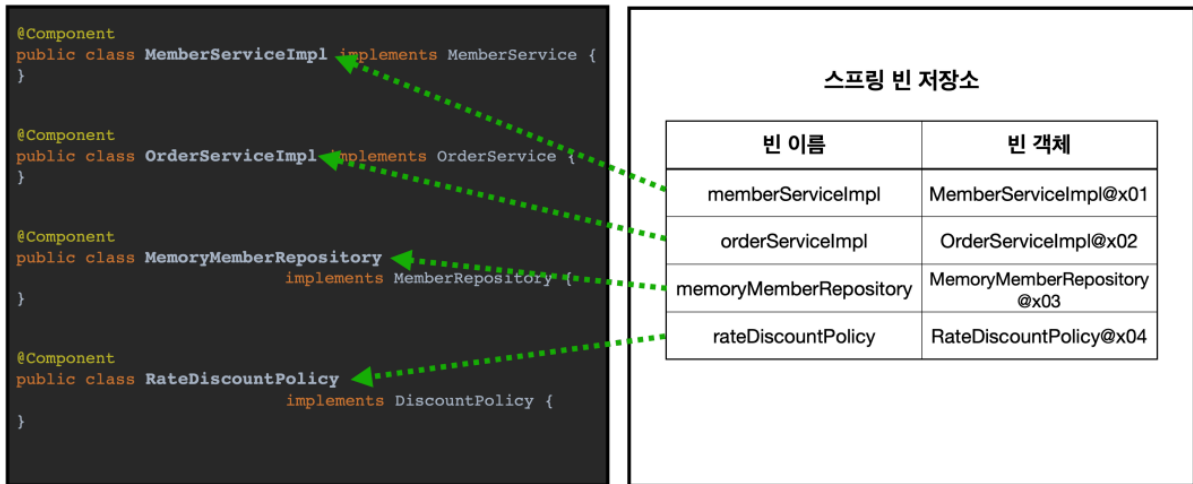 @Component
public class MemberServiceImpl implements MemberService {
}
@Component
public class OrderServiceImpl implements OrderService {
}
@Component
public class MemoryMemberRepository
implements MemberRepository {
}
@Component
public class RateDiscountPolicy
implements DiscountPolicy {
}
스프링 빈 저장소
빈 이름 빈 객체
memberServiceImpl MemberServiceImpl@x01
orderServiceImpl OrderServiceImpl@x02
memoryMemberRepository MemoryMemberRepository
@x03
rateDiscountPolicy RateDiscountPolicy@x04